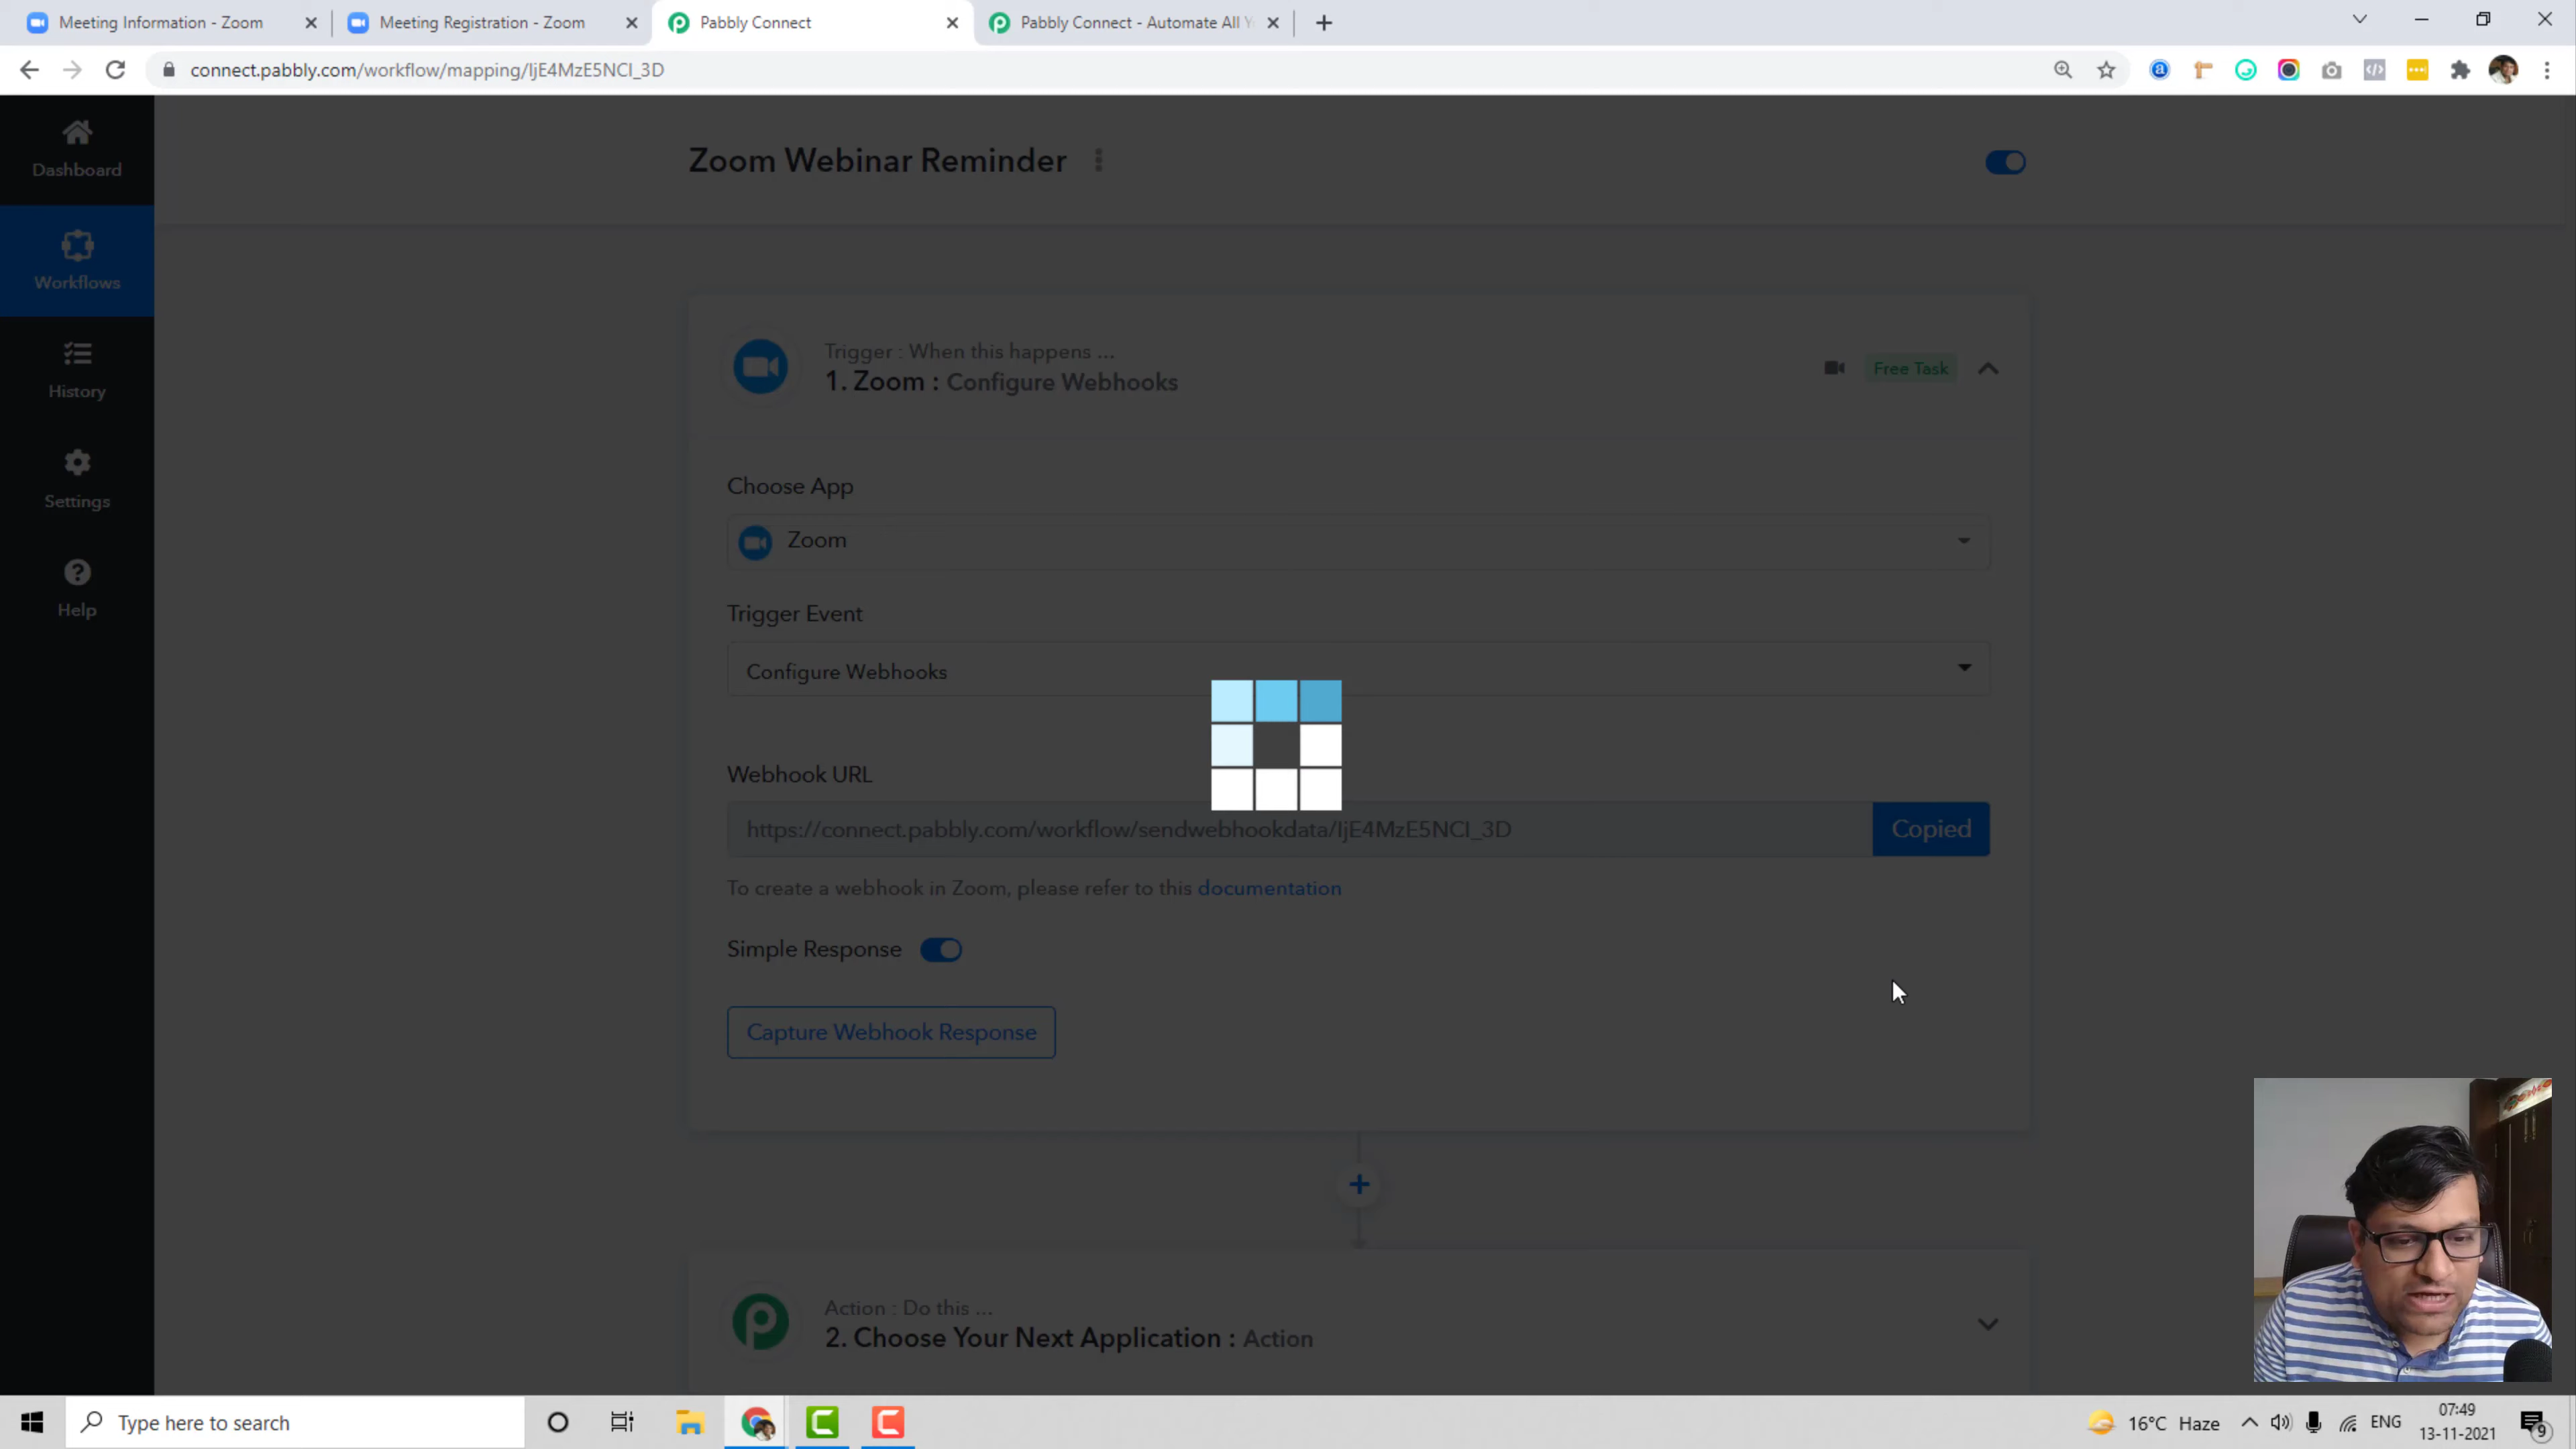 Meeting Information - Zoom
Meeting Registration - Zoom
Pabbly Connect
Pabbly Connect - Automate All Y
connect.pabbly.com/workflow/mapping/IjE4MzE5NCI_3D
Dashboard
Workflows
History
Settings
Help
Zoom Webinar Reminder
Trigger : When this happens ...
1. Zoom : Configure Webhooks
Free Task
Choose App
Zoom
Trigger Event
Configure Webhooks
Webhook URL
https://connect.pabbly.com/workflow/sendwebhookdata/IjE4MzE5NCI_3D
Copied
To create a webhook in Zoom, please refer to this documentation
Simple Response
Capture Webhook Response
Action : Do this ...
2. Choose Your Next Application : Action
Type here to search
16°C Haze
ENG
07:49
13-11-2021
9